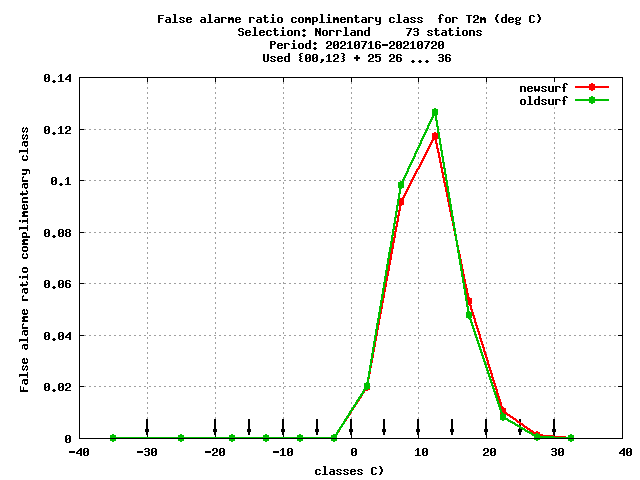 False alarme ratio complimentary class  for T2m (deg C)
Selection: Norrland     73 stations
Period: 20210716-20210720
Used {00,12} + 25 26 ... 36
newsurf
oldsurf
False alarme ratio complimentary class
0.14
0.12
0.1
0.08
0.06
0.04
0.02
0
-40 -30 -20 -10 0 10 20 30 40
classes C)